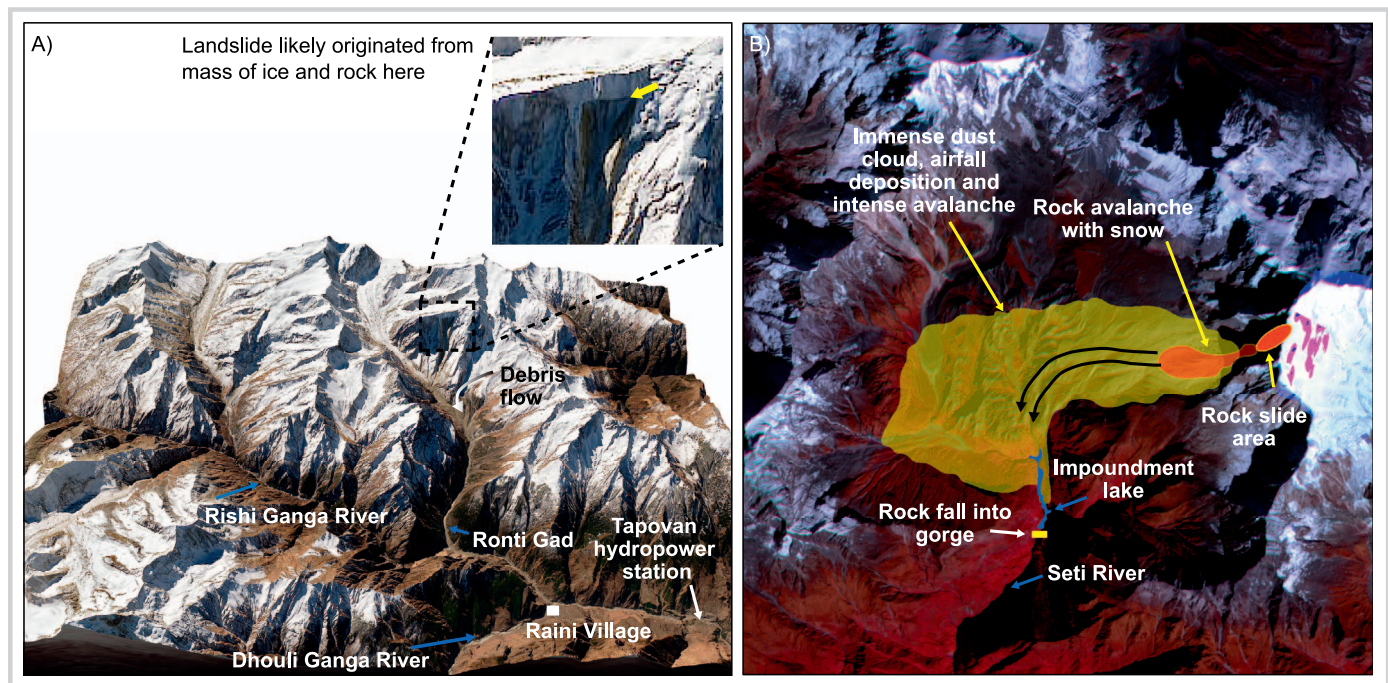 A)
Landslide likely originated from
mass of ice and rock here
Debris
flow
Rishi Ganga River
Ronti Gad
Tapovan
hydropower
station
Raini Village
Dhouli Ganga River
B)
Immense dust
cloud, airfall
deposition and
intense avalanche
Rock avalanche
with snow
Rock slide
area
Impoundment
lake
Rock fall into
gorge
Seti River